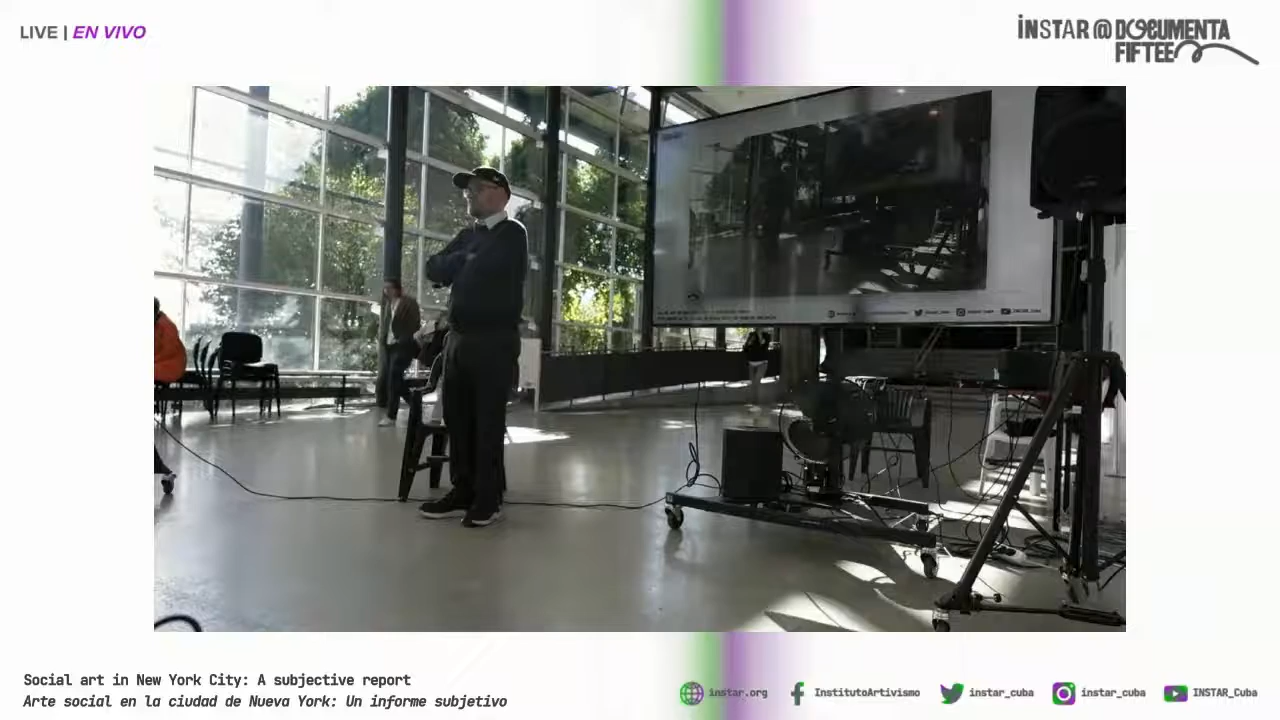 LIVE | EN VIVO
INSTAR @ DOCUMENTA
FIFTEEN
Social art in New York City: A subjective report
Arte social en la ciudad de Nueva York: Un informe subjetivo
instar.org
InstitutoArtivismo
instar_cuba
instar_cuba
INSTAR_Cuba